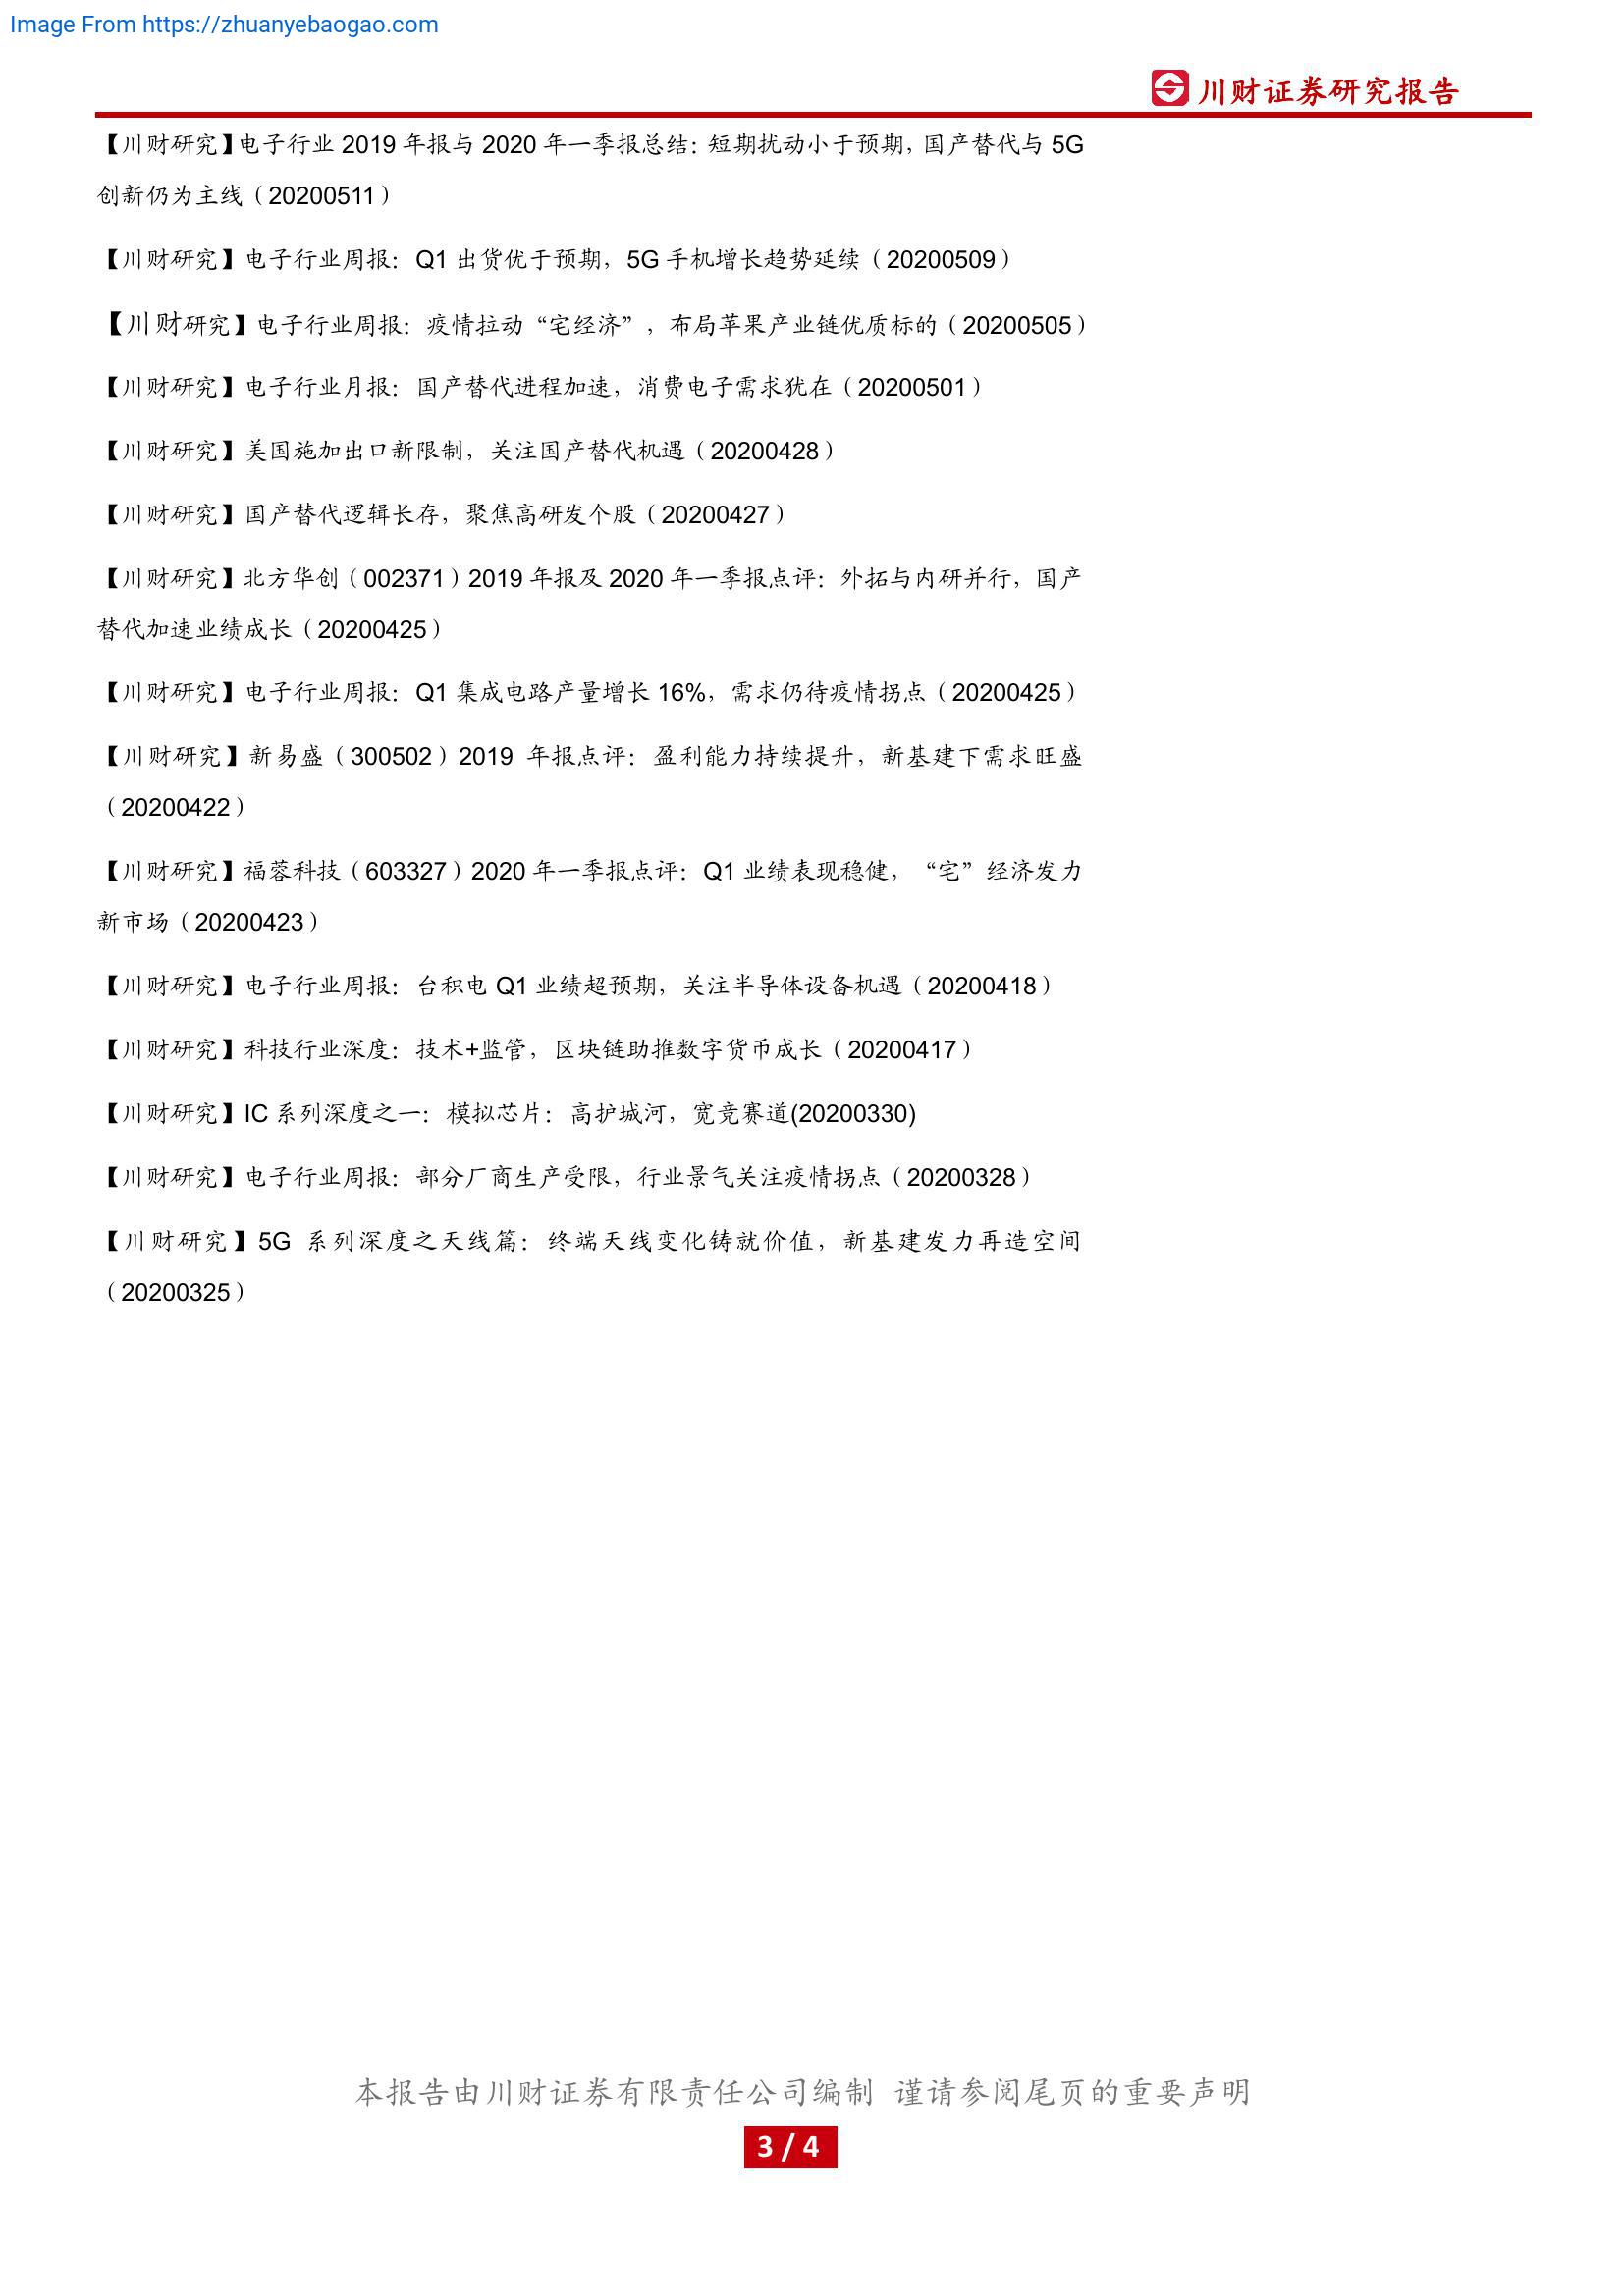 Image From https://zhuanyebaogao.com
川财证券研究报告
【川财研究】电子行业 2019 年报与 2020 年一季报总结：短期扰动小于预期，国产替代与 5G
创新仍为主线（20200511）
【川财研究】电子行业周报：Q1 出货优于预期，5G 手机增长趋势延续（20200509）
【川财研究】电子行业周报：疫情拉动“宅经济”，布局苹果产业链优质标的（20200505）
【川财研究】电子行业月报：国产替代进程加速，消费电子需求犹在（20200501）
【川财研究】美国施加出口新限制，关注国产替代机遇（20200428）
【川财研究】国产替代逻辑长存，聚焦高研发个股（20200427）
【川财研究】北方华创（002371）2019 年报及 2020 年一季报点评：外拓与内研并行，国产
替代加速业绩成长（20200425）
【川财研究】电子行业周报：Q1 集成电路产量增长 16%，需求仍待疫情拐点（20200425）
【川财研究】新易盛（300502）2019 年报点评：盈利能力持续提升，新基建下需求旺盛
（20200422）
【川财研究】福蓉科技（603327）2020 年一季报点评：Q1 业绩表现稳健，“宅”经济发力
新市场（20200423）
【川财研究】电子行业周报：台积电 Q1 业绩超预期，关注半导体设备机遇（20200418）
【川财研究】科技行业深度：技术+监管，区块链助推数字货币成长（20200417）
【川财研究】IC 系列深度之一：模拟芯片：高护城河，宽竞赛道(20200330)
【川财研究】电子行业周报：部分厂商生产受限，行业景气关注疫情拐点（20200328）
【川财研究】5G 系列深度之天线篇：终端天线变化铸就价值，新基建发力再造空间
（20200325）
本报告由川财证券有限责任公司编制 谨请参阅尾页的重要声明
3 / 4